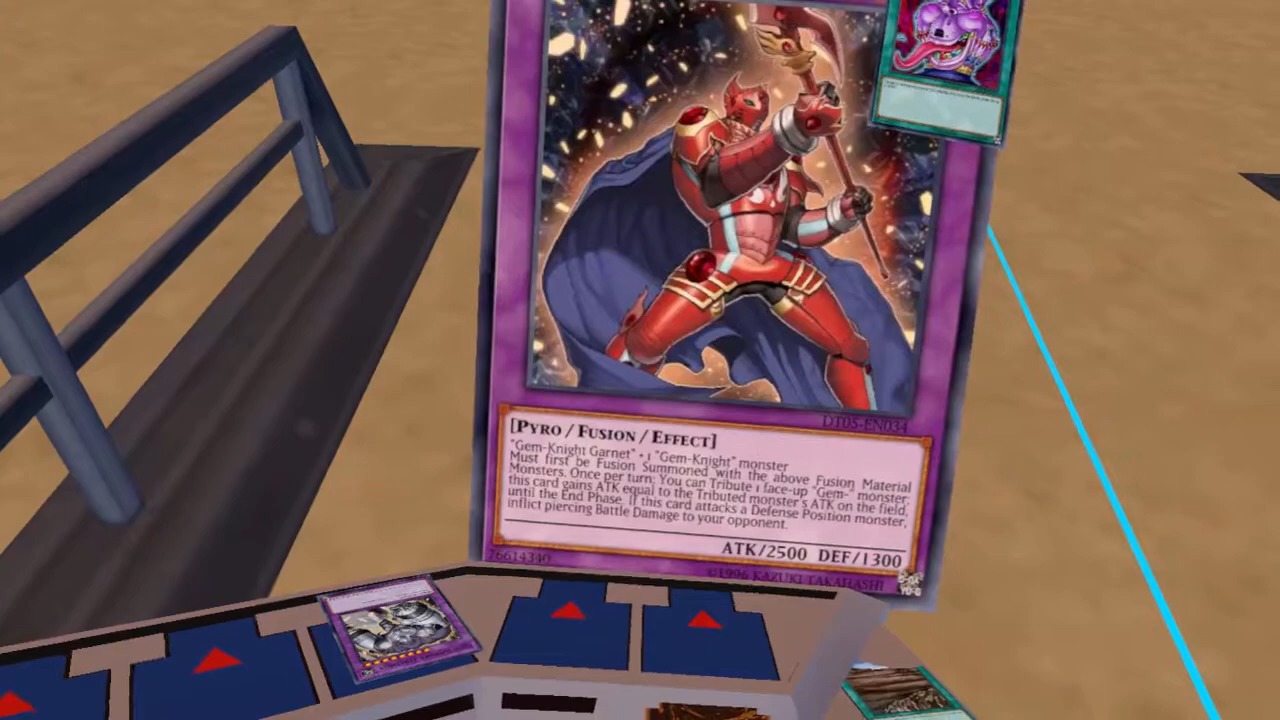 DT05-EN034
[PYRO / FUSION / EFFECT]
"Gem-Knight Garnet" + 1 "Gem-Knight" monster
Must first be Fusion Summoned with the above Fusion Material
Monsters. Once per turn: You can Tribute 1 face-up "Gem-" monster;
this card gains ATK equal to the Tributed monster's ATK on the field,
until the End Phase. If this card attacks a Defense Position monster,
inflict piercing Battle Damage to your opponent.
ATK/2500 DEF/1300
76614340 ©1996 KAZUKI TAKAHASHI